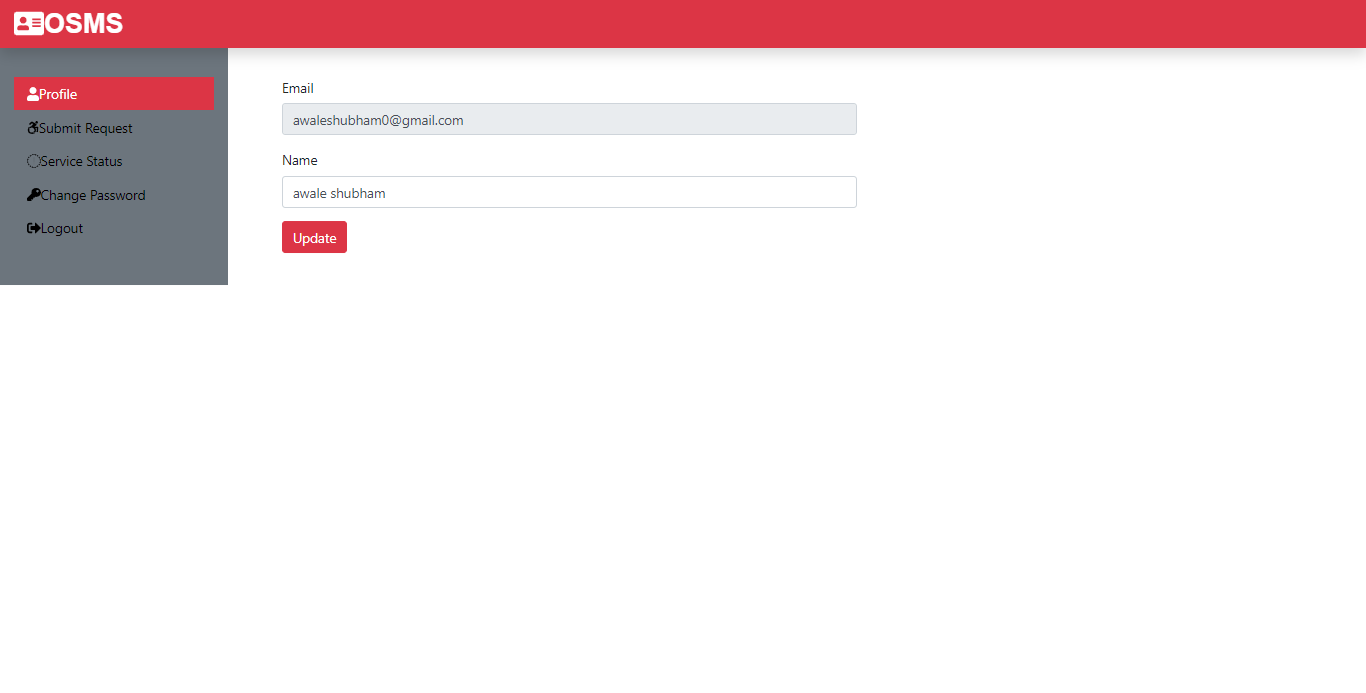 OSMS
Profile
Submit Request
Service Status
Change Password
Logout
Email
awaleshubham0@gmail.com
Name
awale shubham
Update